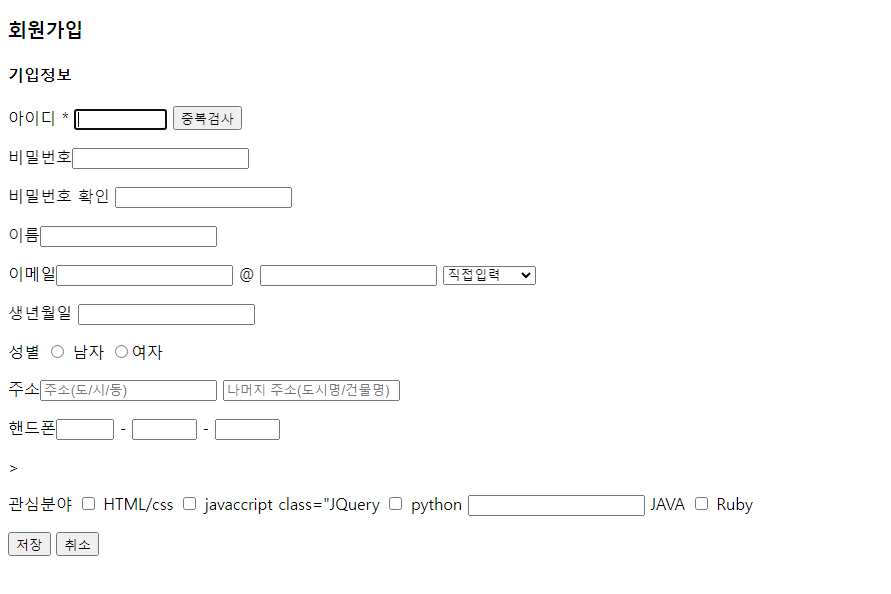 회원가입
기입정보
아이디 * 중복검사
비밀번호
비밀번호 확인
이름
이메일 @ 직접입력
생년월일
성별 남자 여자
주소 주소(도/시/동) 나머지 주소(도시명/건물명)
핸드폰 - -
>
관심분야 HTML/css javaccript class="JQuery python JAVA Ruby
저장 취소